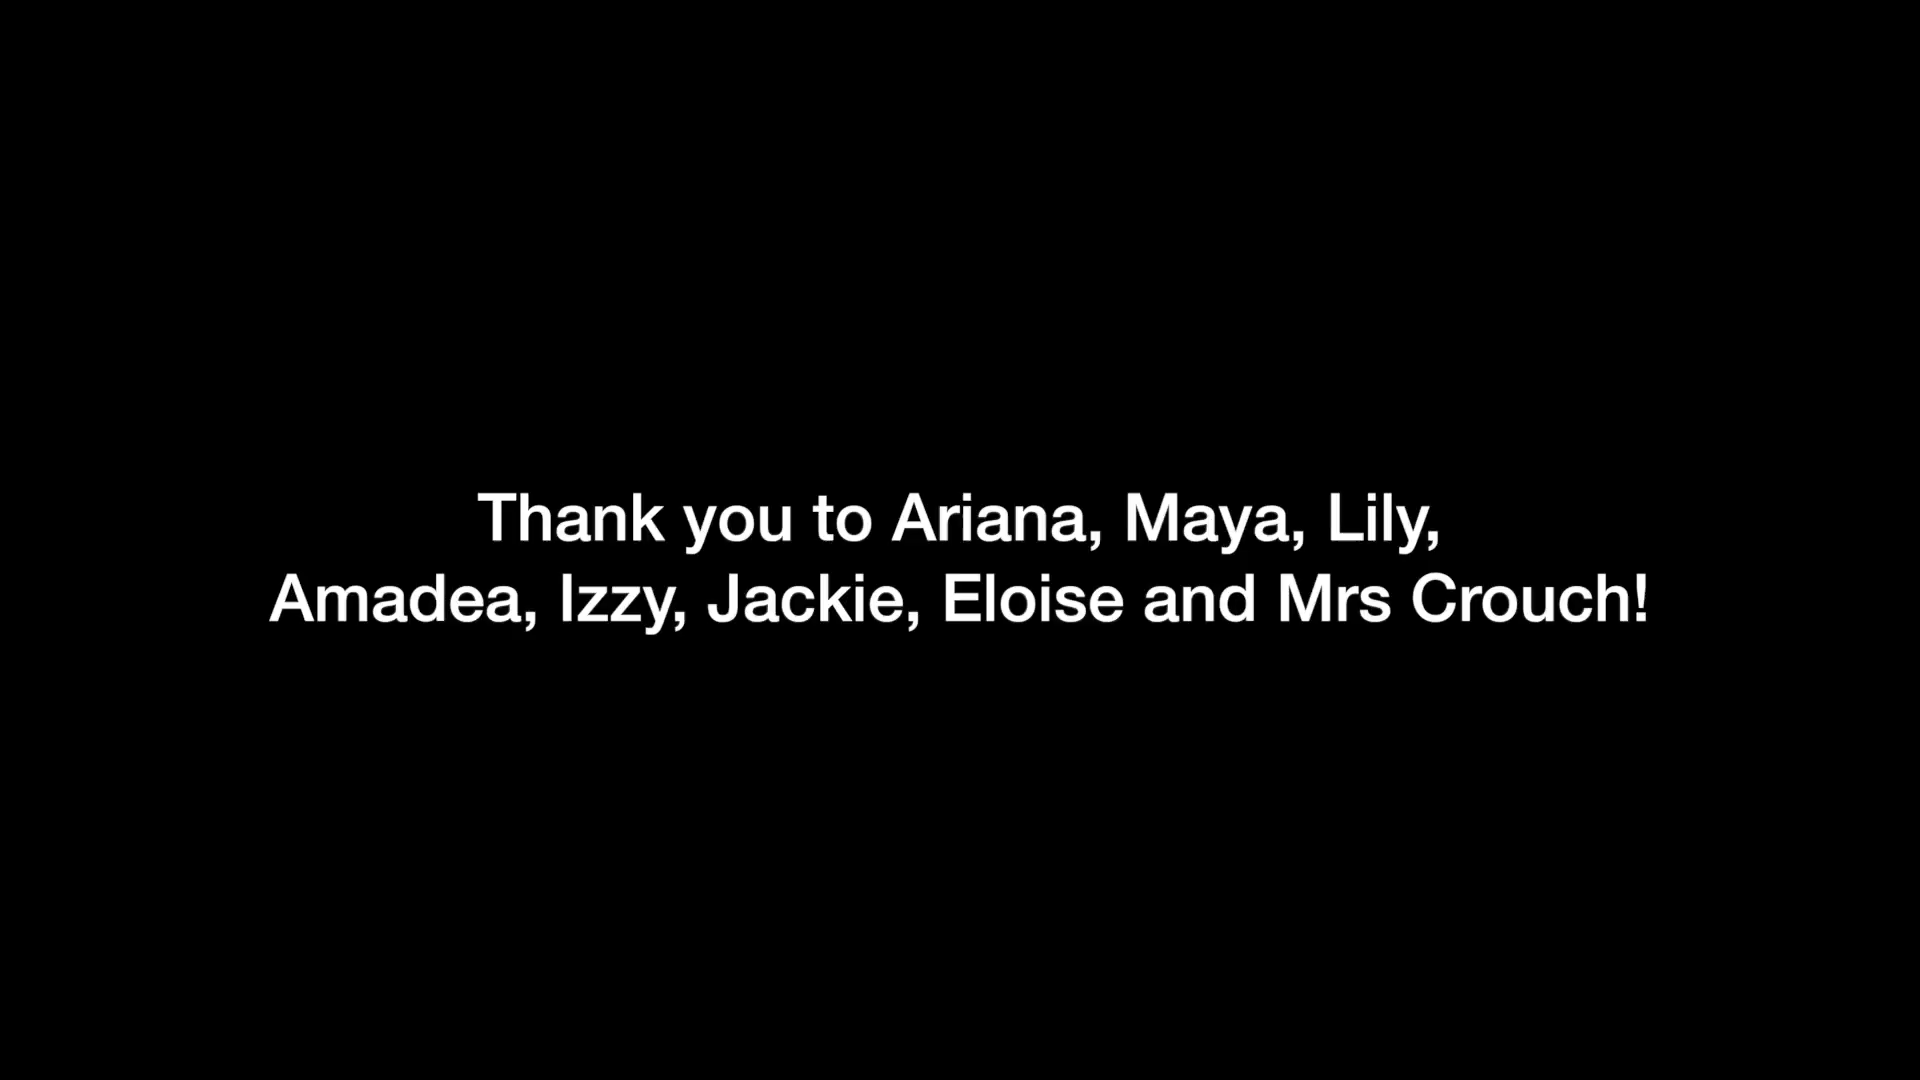 Thank you to Ariana, Maya, Lily,
Amadea, Izzy, Jackie, Eloise and Mrs Crouch!